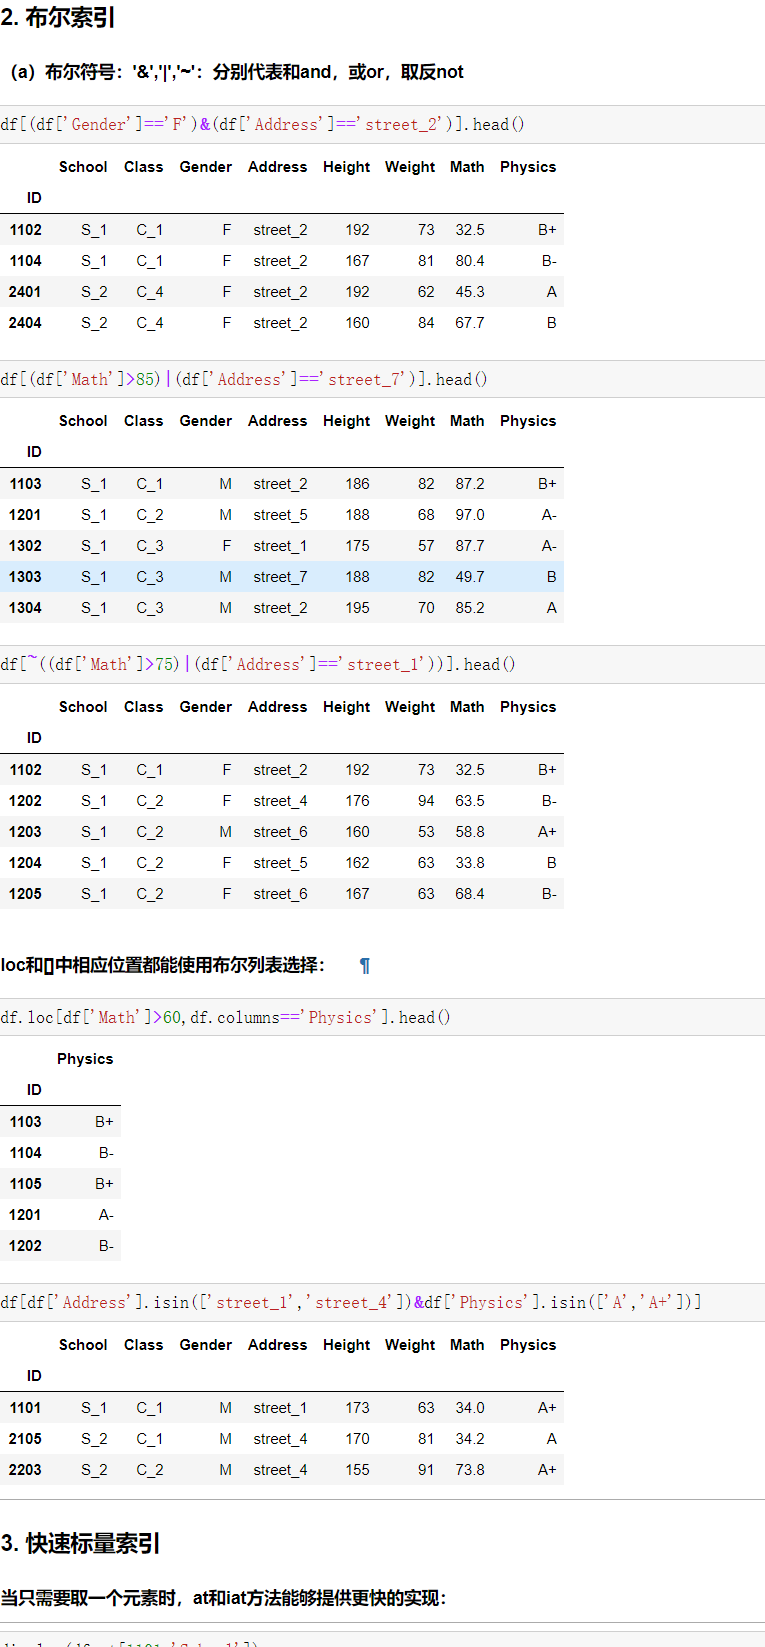 2. 布尔索引
（a）布尔符号：'&','|','~'：分别代表和and，或or，取反not
df[(df['Gender']=='F')&(df['Address']=='street_2')].head()
School Class Gender Address Height Weight Math Physics
ID
1102 S_1 C_1 F street_2 192 73 32.5 B+
1104 S_1 C_1 F street_2 167 81 80.4 B-
2401 S_2 C_4 F street_2 192 62 45.3 A
2404 S_2 C_4 F street_2 160 84 67.7 B
df[(df['Math']>85)|(df['Address']=='street_7')].head()
School Class Gender Address Height Weight Math Physics
ID
1103 S_1 C_1 M street_2 186 82 87.2 B+
1201 S_1 C_2 M street_5 188 68 97.0 A-
1302 S_1 C_3 F street_1 175 57 87.7 A-
1303 S_1 C_3 M street_7 188 82 49.7 B
1304 S_1 C_3 M street_2 195 70 85.2 A
df[~((df['Math']>75)|(df['Address']=='street_1'))].head()
School Class Gender Address Height Weight Math Physics
ID
1102 S_1 C_1 F street_2 192 73 32.5 B+
1202 S_1 C_2 F street_4 176 94 63.5 B-
1203 S_1 C_2 M street_6 160 53 58.8 A+
1204 S_1 C_2 F street_5 162 63 33.8 B
1205 S_1 C_2 F street_6 167 63 68.4 B-
loc和[]中相应位置都能使用布尔列表选择： ¶
df.loc[df['Math']>60,df.columns=='Physics'].head()
Physics
ID
1103 B+
1104 B-
1105 B+
1201 A-
1202 B-
df[df['Address'].isin(['street_1','street_4'])&df['Physics'].isin(['A','A+'])]
School Class Gender Address Height Weight Math Physics
ID
1101 S_1 C_1 M street_1 173 63 34.0 A+
2105 S_2 C_1 M street_4 170 81 34.2 A
2203 S_2 C_2 M street_4 155 91 73.8 A+
3. 快速标量索引
当只需要取一个元素时，at和iat方法能够提供更快的实现：